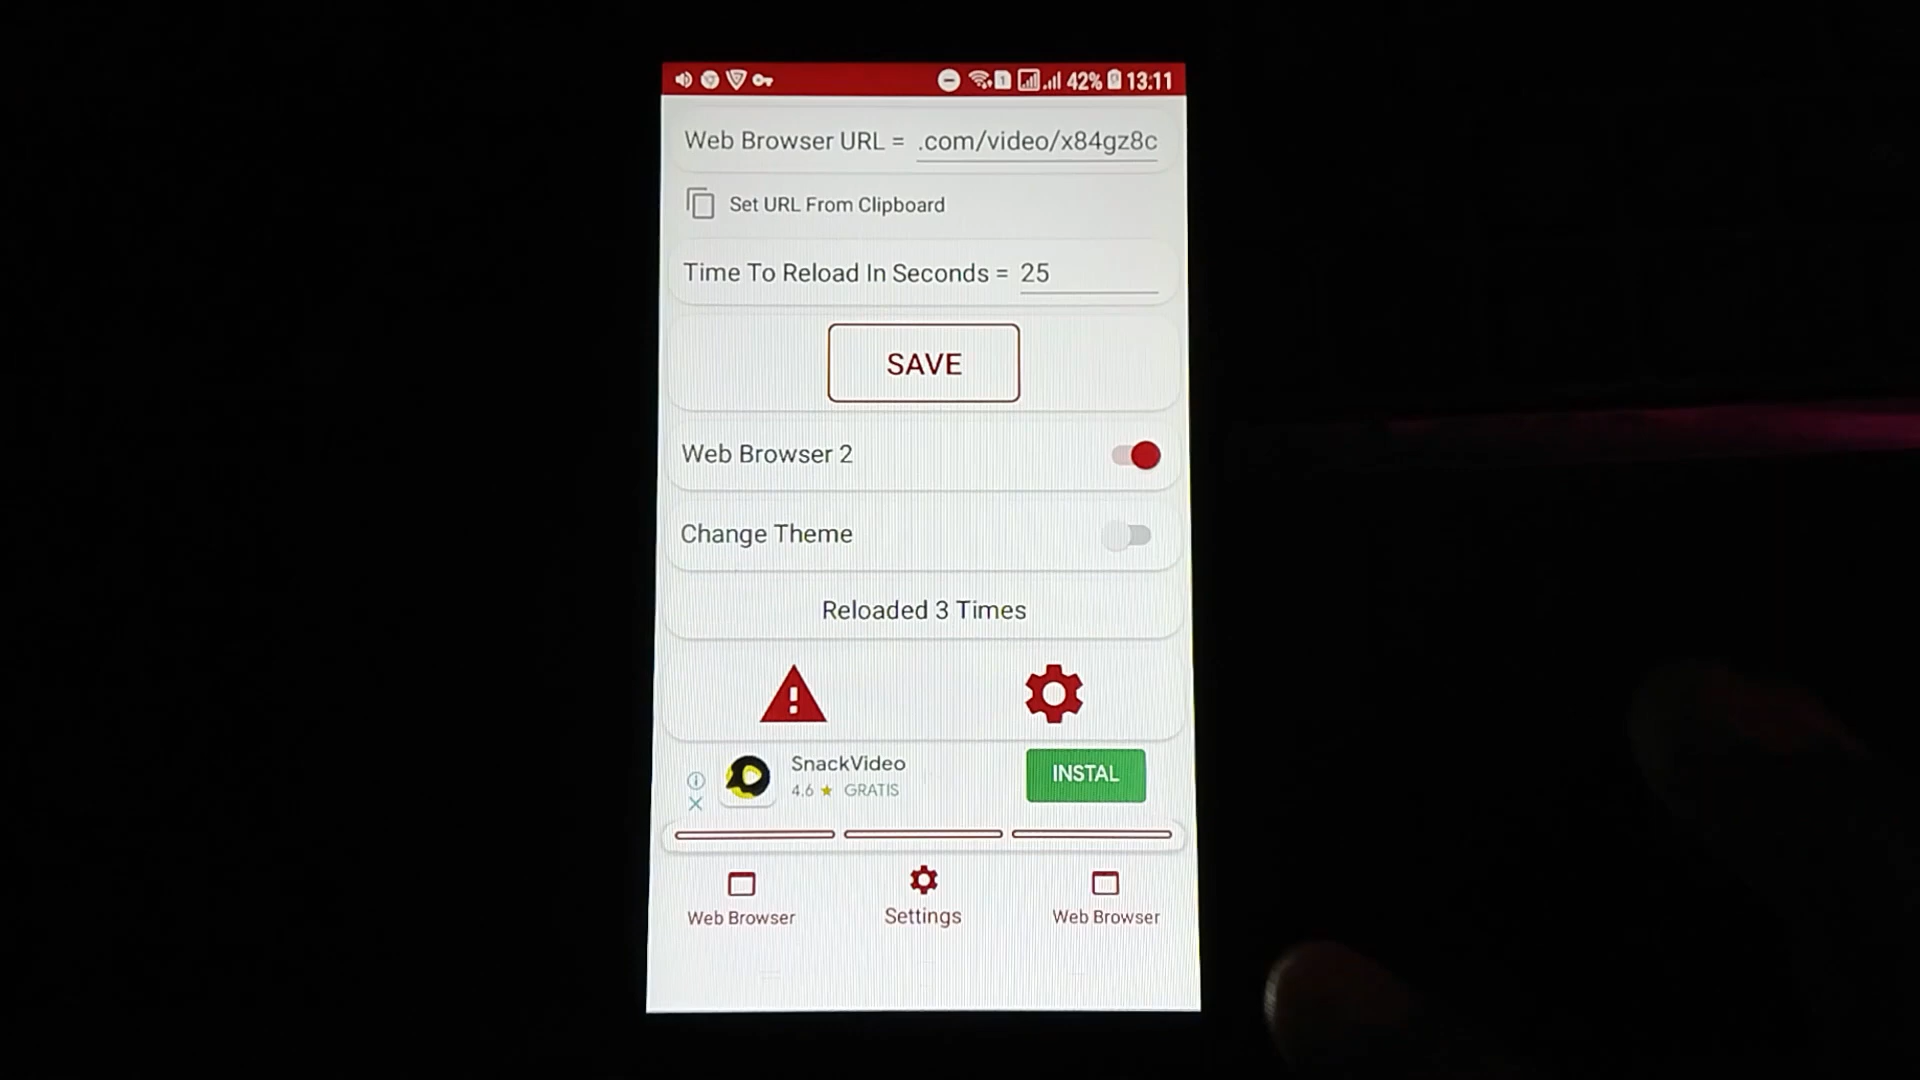 42% 13:11
Web Browser URL = .com/video/x84gz8c
Set URL From Clipboard
Time To Reload In Seconds = 25
SAVE
Web Browser 2
Change Theme
Reloaded 3 Times
SnackVideo
4.6 ★ GRATIS
INSTAL
Web Browser
Settings
Web Browser